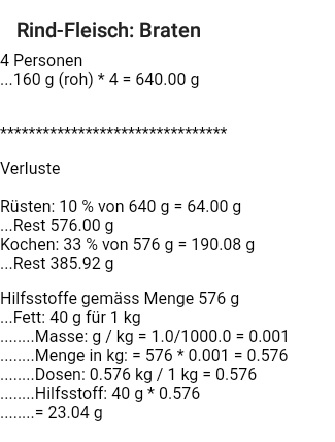 Rind-Fleisch: Braten
4 Personen
...160 g (roh) * 4 = 640.00 g
********************************
Verluste
Rüsten: 10 % von 640 g = 64.00 g
...Rest 576.00 g
Kochen: 33 % von 576 g = 190.08 g
...Rest 385.92 g
Hilfsstoffe gemäss Menge 576 g
...Fett: 40 g für 1 kg
........Masse: g / kg = 1.0/1000.0 = 0.001
........Menge in kg: = 576 * 0.001 = 0.576
........Dosen: 0.576 kg / 1 kg = 0.576
........Hilfsstoff: 40 g * 0.576
........= 23.04 g